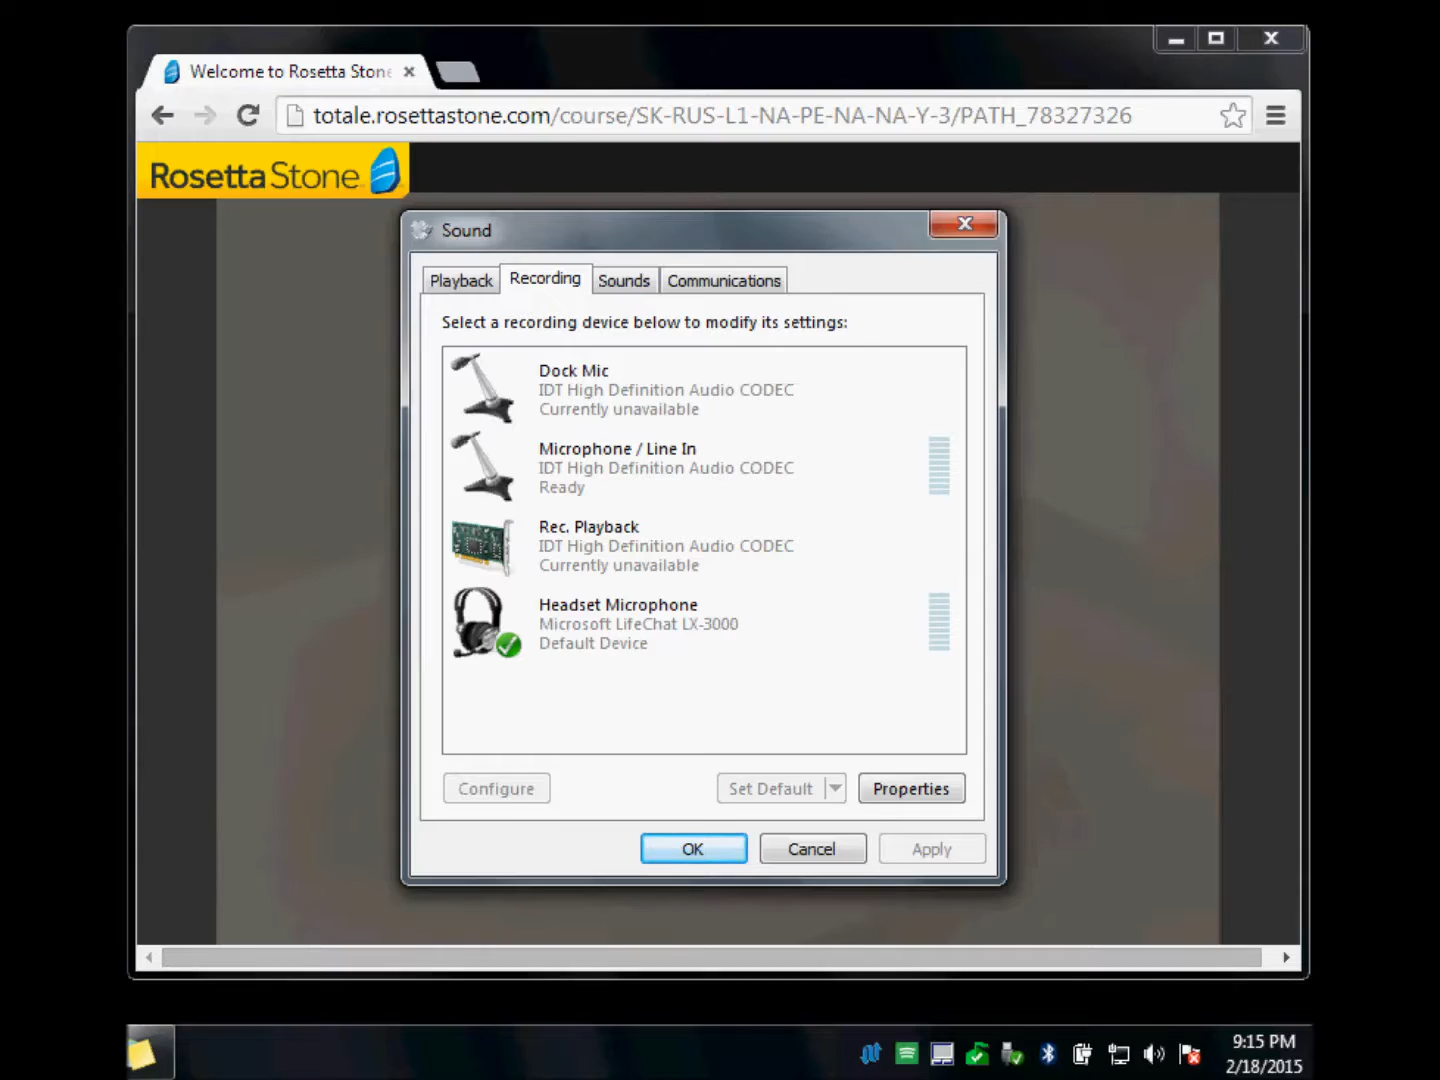 Welcome to Rosetta Stone
totale.rosettastone.com/course/SK-RUS-L1-NA-PE-NA-NA-Y-3/PATH_78327326
RosettaStone
Sound
Playback Recording Sounds Communications
Select a recording device below to modify its settings:
Dock Mic
IDT High Definition Audio CODEC
Currently unavailable
Microphone / Line In
IDT High Definition Audio CODEC
Ready
Rec. Playback
IDT High Definition Audio CODEC
Currently unavailable
Headset Microphone
Microsoft LifeChat LX-3000
Default Device
Configure Set Default Properties
OK Cancel Apply
9:15 PM
2/18/2015